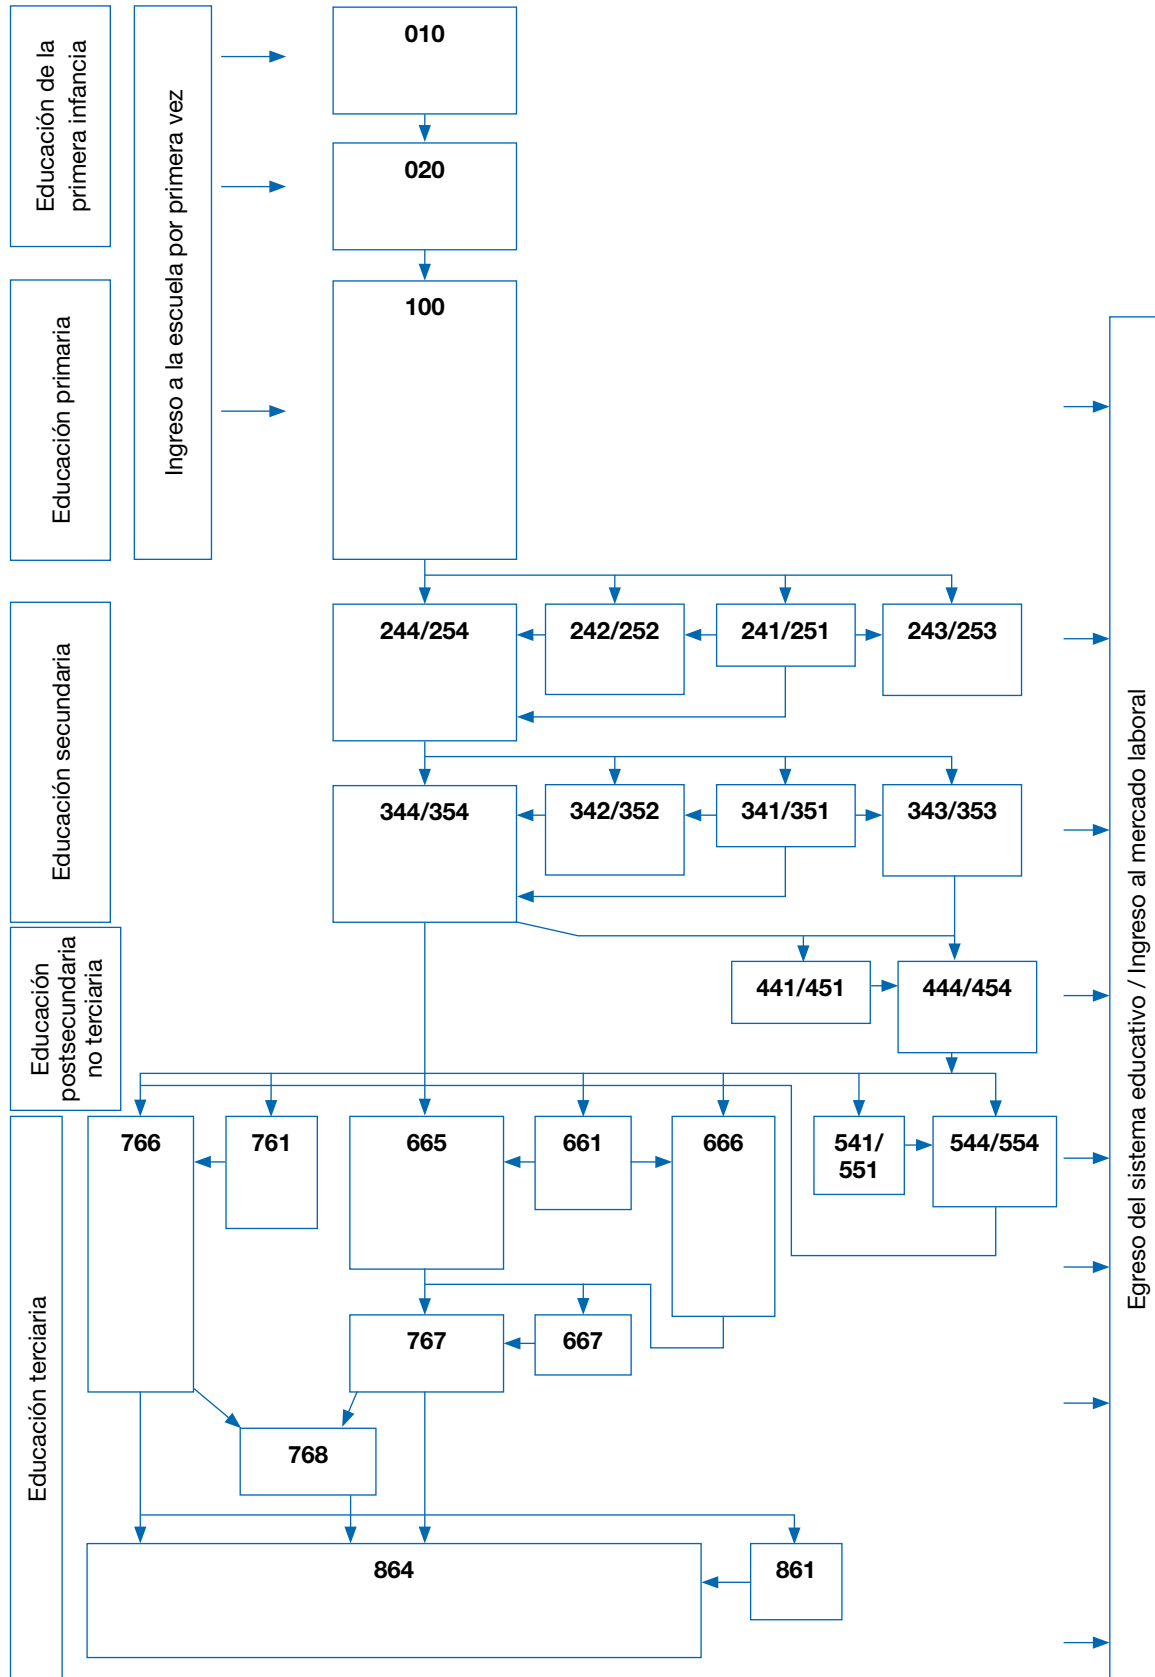 Educación de la
primera infancia
Ingreso a la escuela por primera vez
010
020
Educación primaria
100
Educación secundaria
244/254
242/252
241/251
243/253
344/354
342/352
341/351
343/353
Educación
postsecundaria
no terciaria
441/451
444/454
Educación terciaria
766
761
665
661
666
541/
551
544/554
767
667
768
864
861
Egreso del sistema educativo / Ingreso al mercado laboral